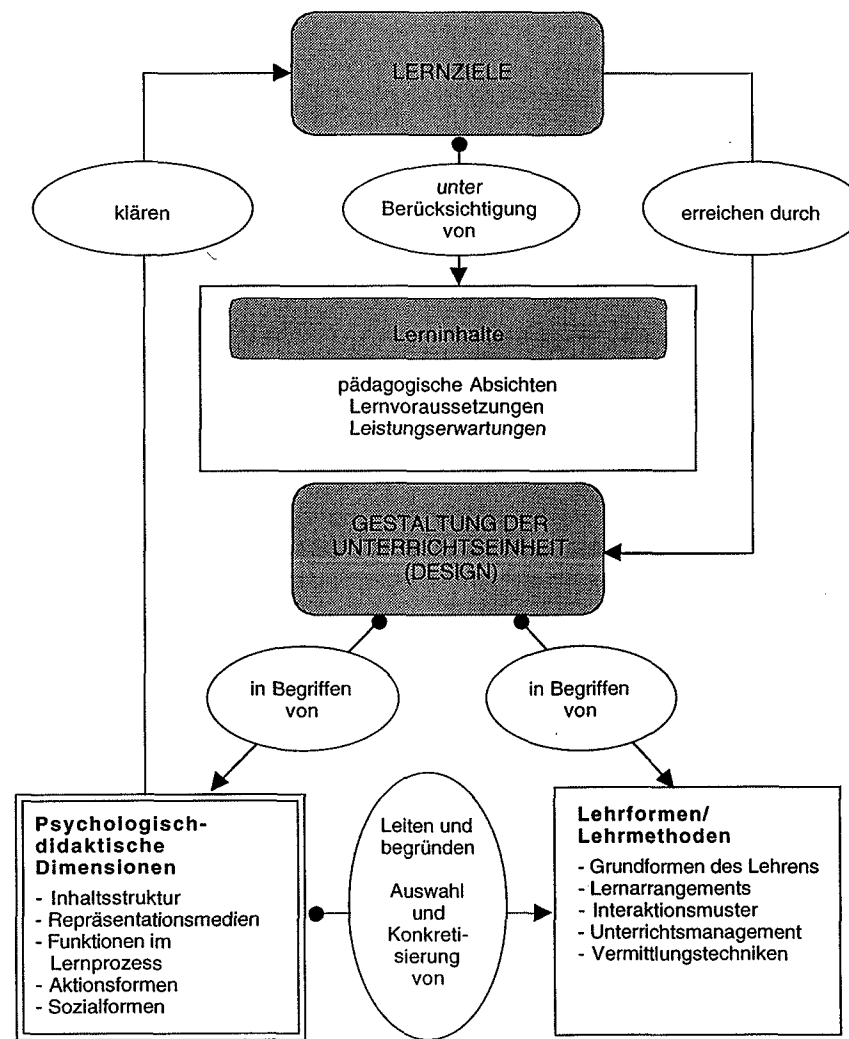 LERNZIELE
klären
unter
Berücksichtigung
von
erreichen durch
Lerninhalte
pädagogische Absichten
Lernvoraussetzungen
Leistungserwartungen
GESTALTUNG DER
UNTERRICHTSEINHEIT
(DESIGN)
in Begriffen
von
in Begriffen
von
Psychologisch-
didaktische
Dimensionen
- Inhaltsstruktur
- Repräsentationsmedien
- Funktionen im
Lernprozess
- Aktionsformen
- Sozialformen
Leiten und
begründen
Auswahl
und
Konkreti-
sierung
von
Lehrformen/
Lehrmethoden
- Grundformen des Lehrens
- Lernarrangements
- Interaktionsmuster
- Unterrichtsmanagement
- Vermittlungstechniken